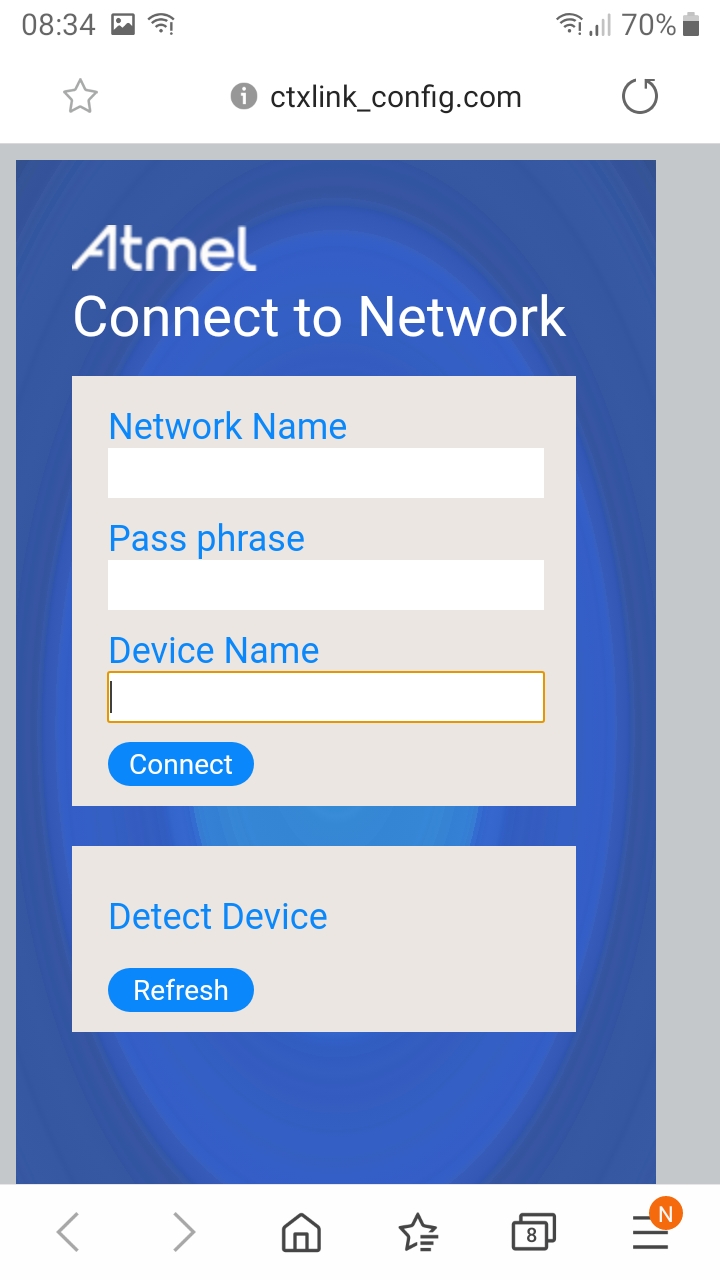 08:34
70%
ctxlink_config.com
Atmel
Connect to Network
Network Name
Pass phrase
Device Name
Connect
Detect Device
Refresh
8
N